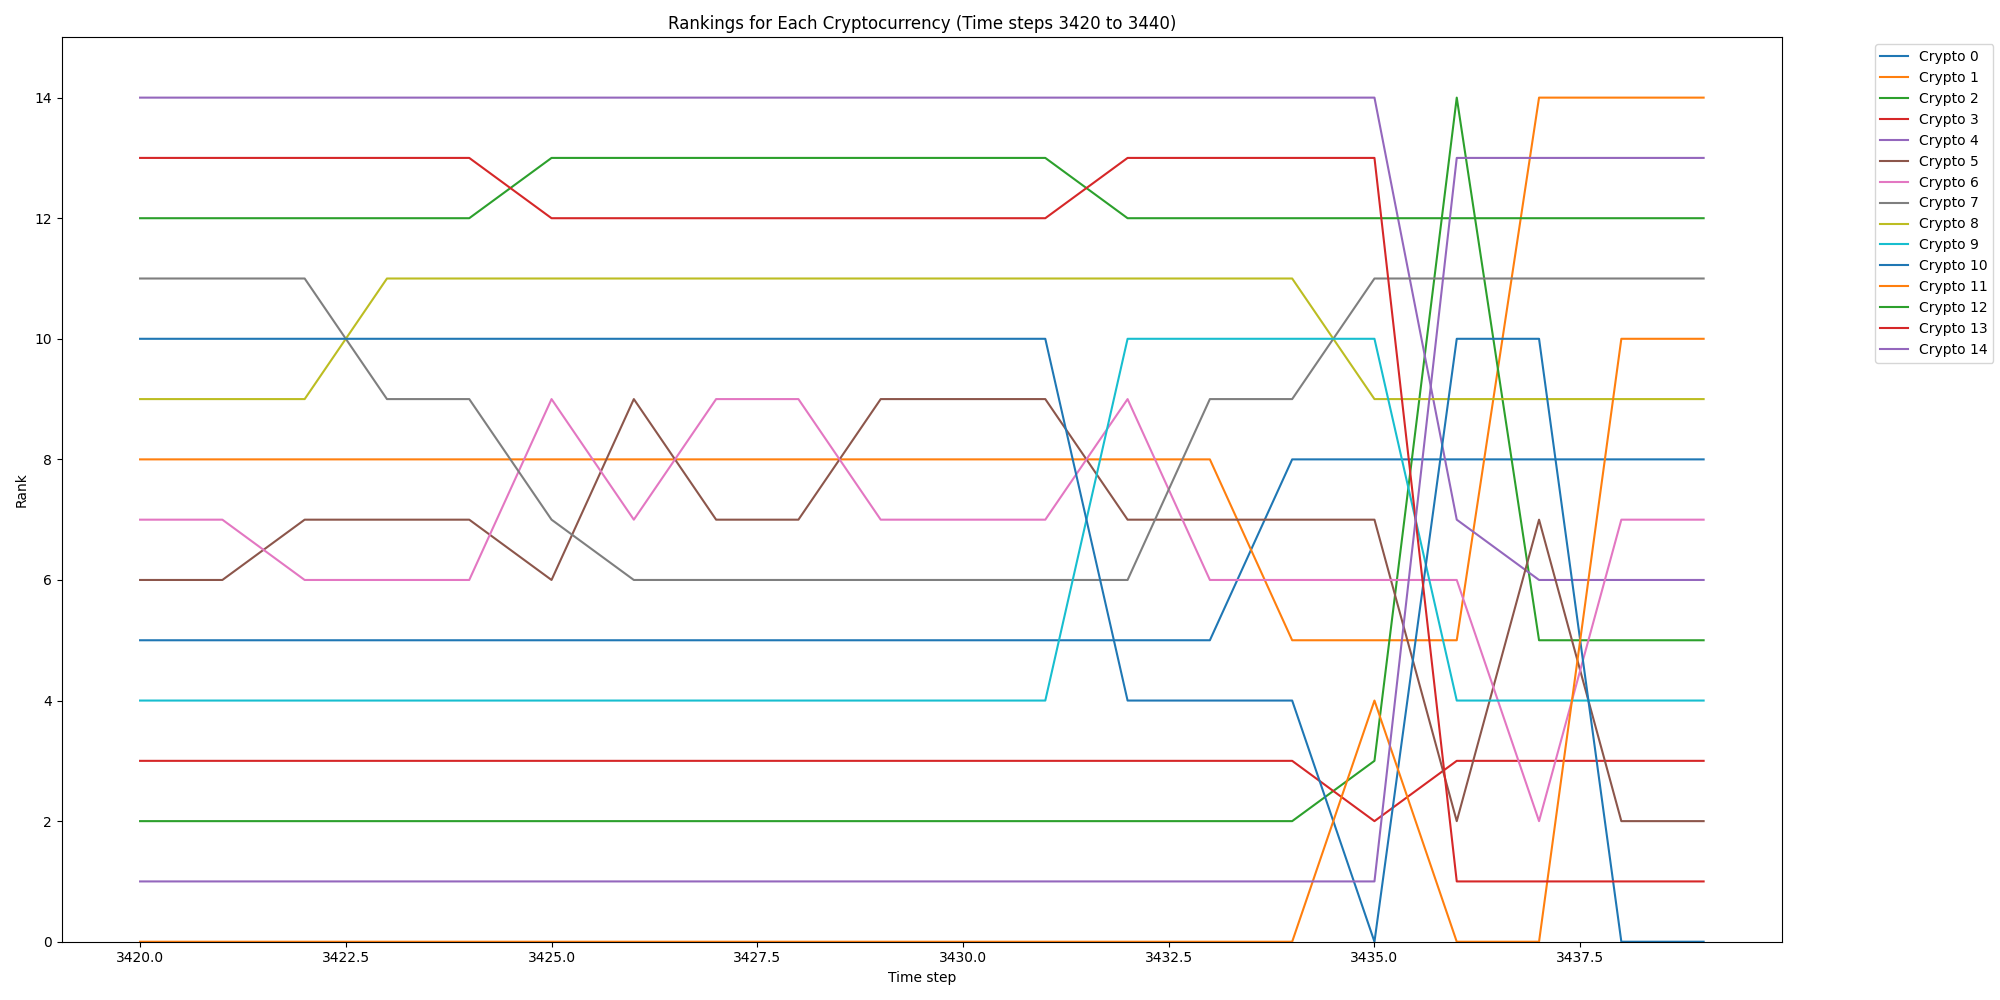 Rankings for Each Cryptocurrency (Time steps 3420 to 3440)
Rank
14
12
10
8
6
4
2
0
3420.0
3422.5
3425.0
3427.5
3430.0
3432.5
3435.0
3437.5
Time step
Crypto 0
Crypto 1
Crypto 2
Crypto 3
Crypto 4
Crypto 5
Crypto 6
Crypto 7
Crypto 8
Crypto 9
Crypto 10
Crypto 11
Crypto 12
Crypto 13
Crypto 14